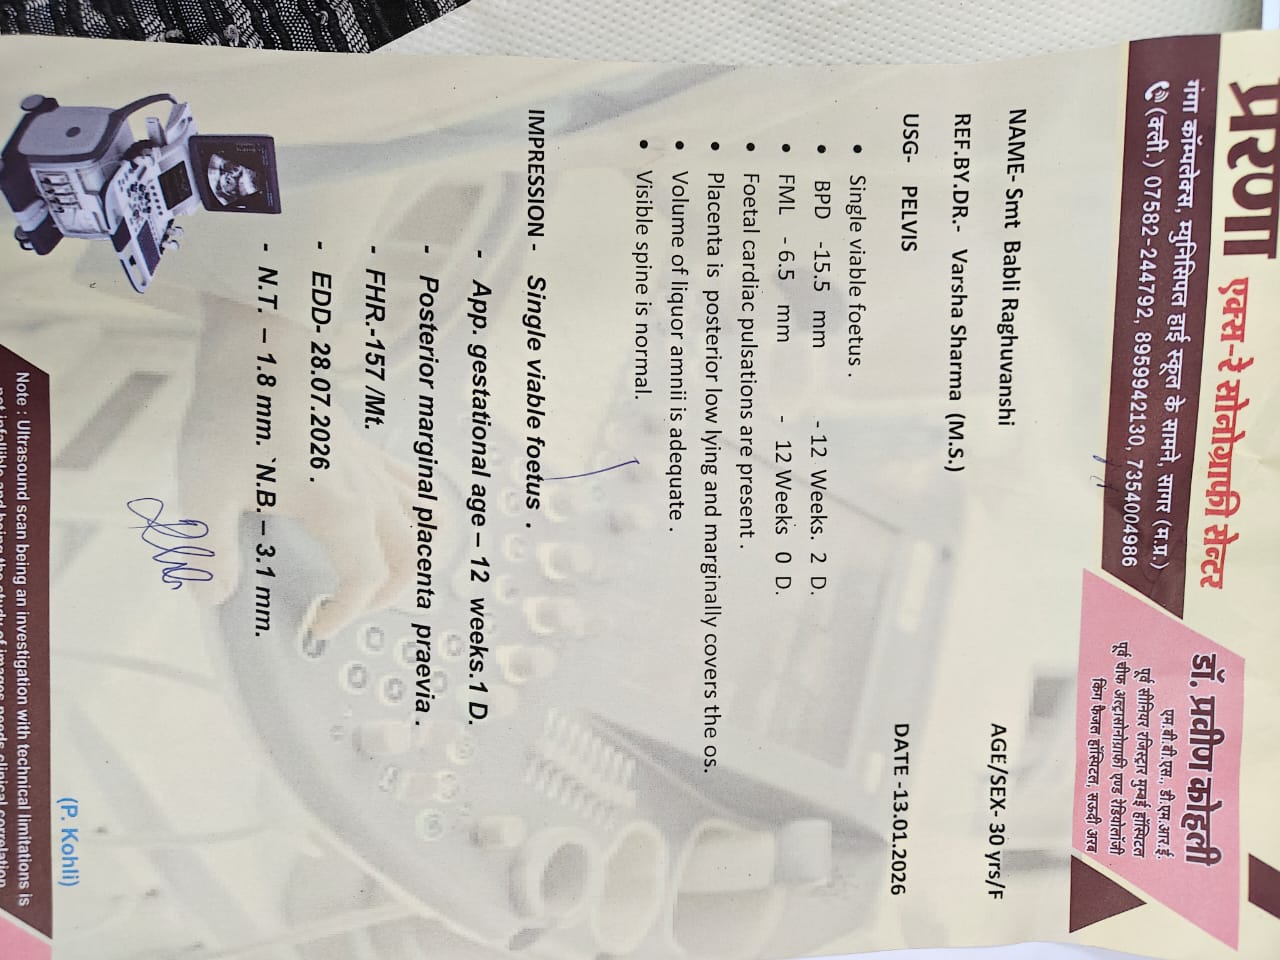 प्रेरणा एक्स-रे सोनोग्राफी सेन्टर
गंगा कॉम्पलेक्स, म्युनिसिपल हाई स्कूल के सामने, सागर (म.प्र.)
(क्ली.) 07582-244792, 8959942130, 7354004986
डॉ. प्रवीण कोहली
एम.बी.बी.एस., डी.एम.आर.ई.
पूर्व सीनियर रजिस्ट्रार मुम्बई हॉस्पिटल
पूर्व चीफ अल्ट्रासोनोग्राफी एण्ड रेडियोलॉजी
किंग फैजल हॉस्पिटल, सऊदी अरब
NAME- Smt Babli Raghuvanshi AGE/SEX- 30 yrs/F
REF.BY.DR.- Varsha Sharma (M.S.)
USG- PELVIS DATE -13.01.2026
• Single viable foetus .
• BPD -15.5 mm - 12 Weeks. 2 D.
• FML - 6.5 mm - 12 Weeks 0 D.
• Foetal cardiac pulsations are present .
• Placenta is posterior low lying and marginally covers the os.
• Volume of liquor amnii is adequate .
• Visible spine is normal.
IMPRESSION - Single viable foetus .
- App. gestational age – 12 weeks.1 D.
- Posterior marginal placenta praevia .
- FHR.-157 /Mt.
- EDD- 28.07.2026 .
- N.T. – 1.8 mm. `N.B. – 3.1 mm.
(P. Kohli)
Note : Ultrasound scan being an investigation with technical limitations is